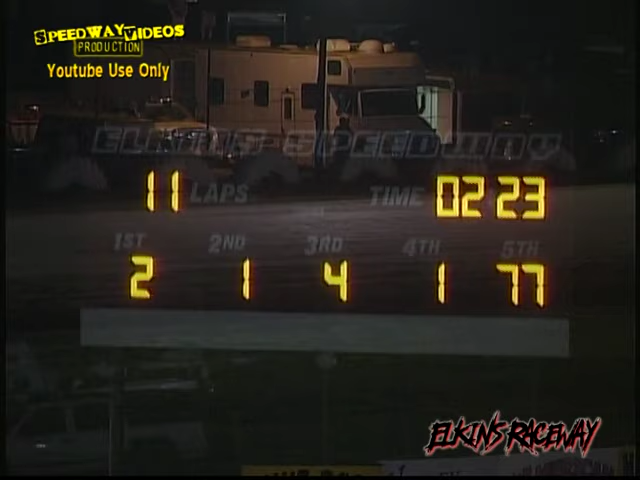 SPEEDWAYVIDEOS
PRODUCTION
Youtube Use Only
ELKINS SPEEDWAY
11 LAPS TIME 02 23
1ST 2ND 3RD 4TH 5TH
2 1 4 1 77
ELKINS RACEWAY